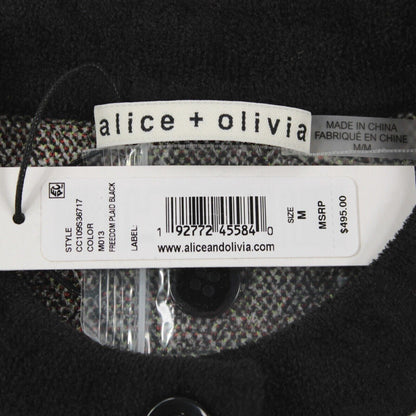 alice + olivia
MADE IN CHINA
FABRIQUÉ EN CHINE
M/M
STYLE
CC109S36717
COLOR
M013
FREEDOM PLAID BLACK
LABEL:
1 92772 45584 0
www.aliceandolivia.com
SIZE
M
MSRP
$495.00